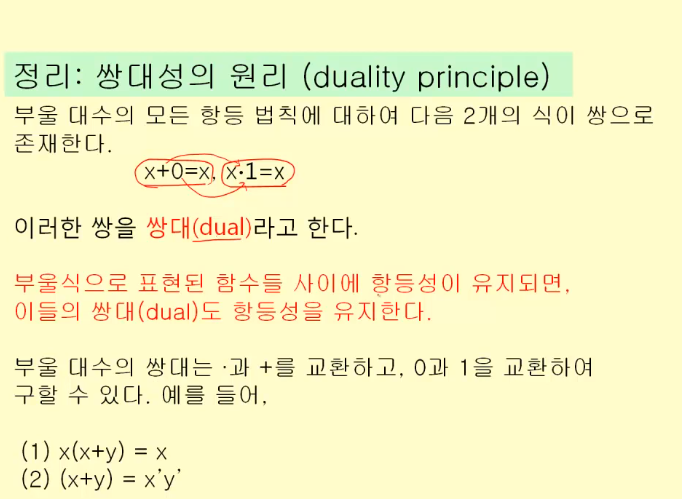 정리: 쌍대성의 원리 (duality principle)
부울 대수의 모든 항등 법칙에 대하여 다음 2개의 식이 쌍으로
존재한다.
x+0=x, x·1=x
이러한 쌍을 쌍대(dual)라고 한다.
부울식으로 표현된 함수들 사이에 항등성이 유지되면,
이들의 쌍대(dual)도 항등성을 유지한다.
부울 대수의 쌍대는 ·과 +를 교환하고, 0과 1을 교환하여
구할 수 있다. 예를 들어,
(1) x(x+y) = x
(2) (x+y) = x’y’